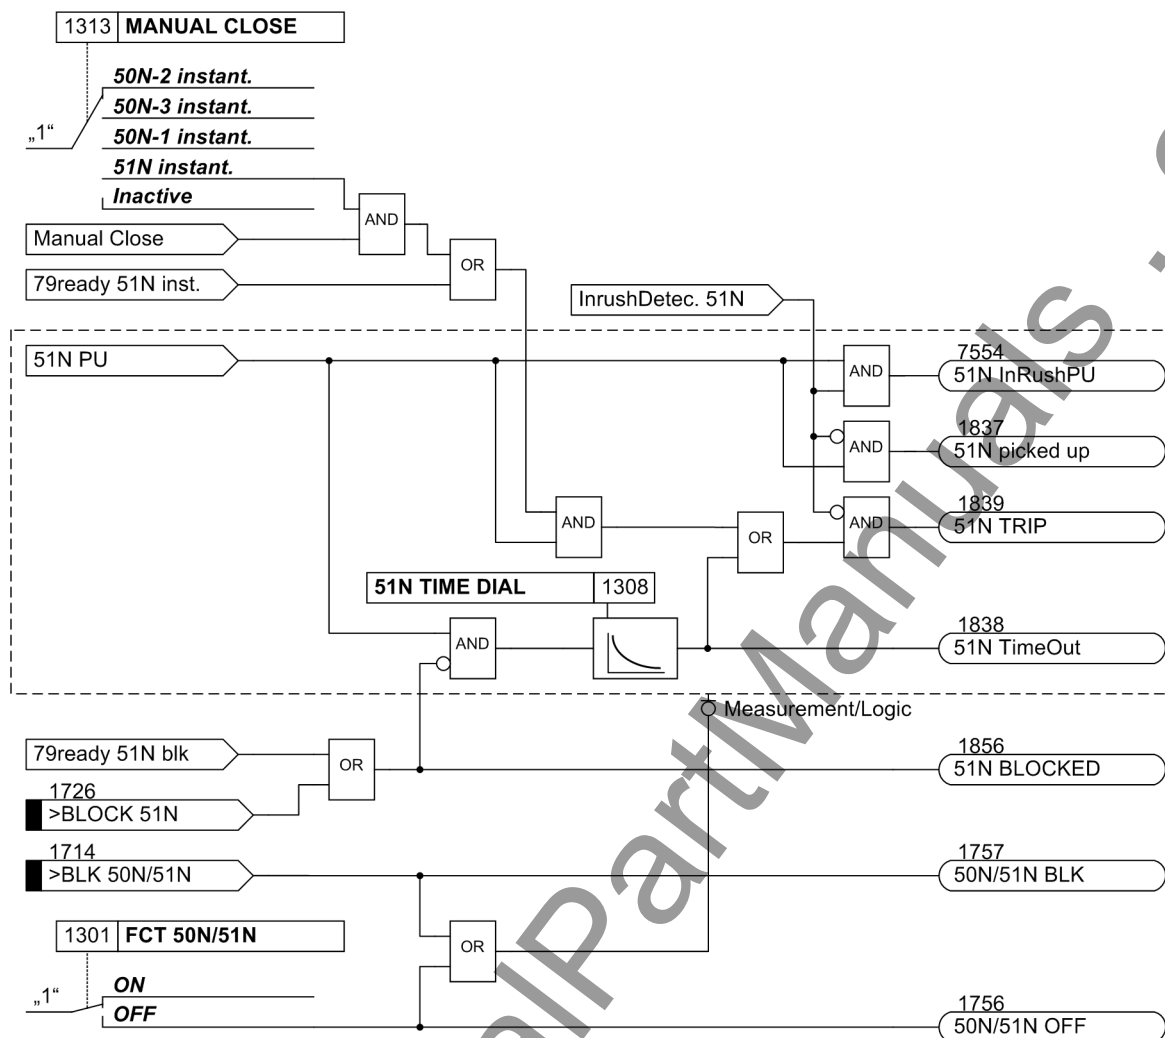 1313 MANUAL CLOSE
50N-2 instant.
50N-3 instant.
„1“
50N-1 instant.
51N instant.
Inactive
AND
Manual Close
OR
79ready 51N inst.
InrushDetec. 51N
51N PU
AND
7554
51N InRushPU
AND
1837
51N picked up
AND
OR
AND
1839
51N TRIP
51N TIME DIAL 1308
AND
1838
51N TimeOut
Measurement/Logic
79ready 51N blk
OR
1856
51N BLOCKED
1726
>BLOCK 51N
1714
>BLK 50N/51N
1757
50N/51N BLK
1301 FCT 50N/51N
OR
„1“
ON
OFF
1756
50N/51N OFF